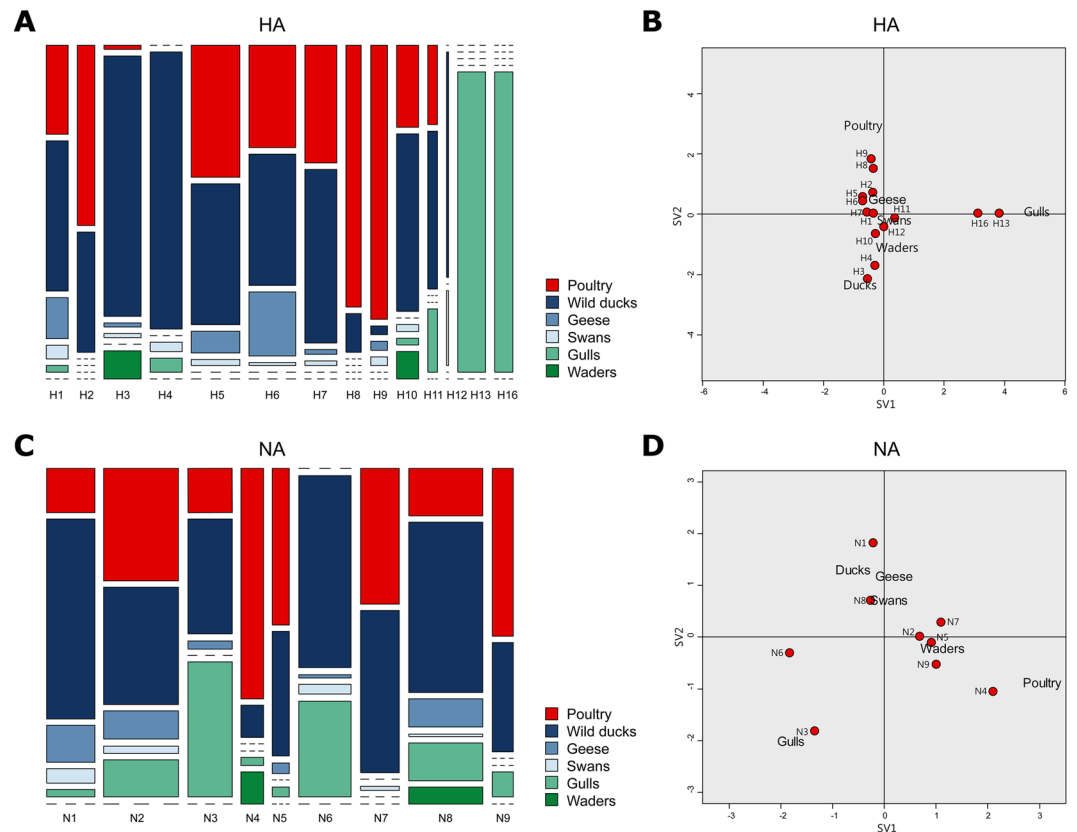 A
HA
Poultry
Wild ducks
Geese
Swans
Gulls
Waders
H1 H2 H3 H4 H5 H6 H7 H8 H9 H10 H11 H12 H13 H16
B
HA
SV2
4
2
0
-2
-4
Poultry
H9
H8
H2
H5
H6
Geese
H7
H1
H11
Swans
H12
H10
Waders
H4
H3
Ducks
H16
H13
Gulls
-6 -4 -2 0 2 4 6
SV1
C
NA
Poultry
Wild ducks
Geese
Swans
Gulls
Waders
N1 N2 N3 N4 N5 N6 N7 N8 N9
D
NA
SV2
3
2
1
0
-1
-2
-3
N1
Ducks
Geese
N8
Swans
N7
N2
N5
Waders
N6
N9
Poultry
N4
N3
Gulls
-3 -2 -1 0 1 2 3
SV1